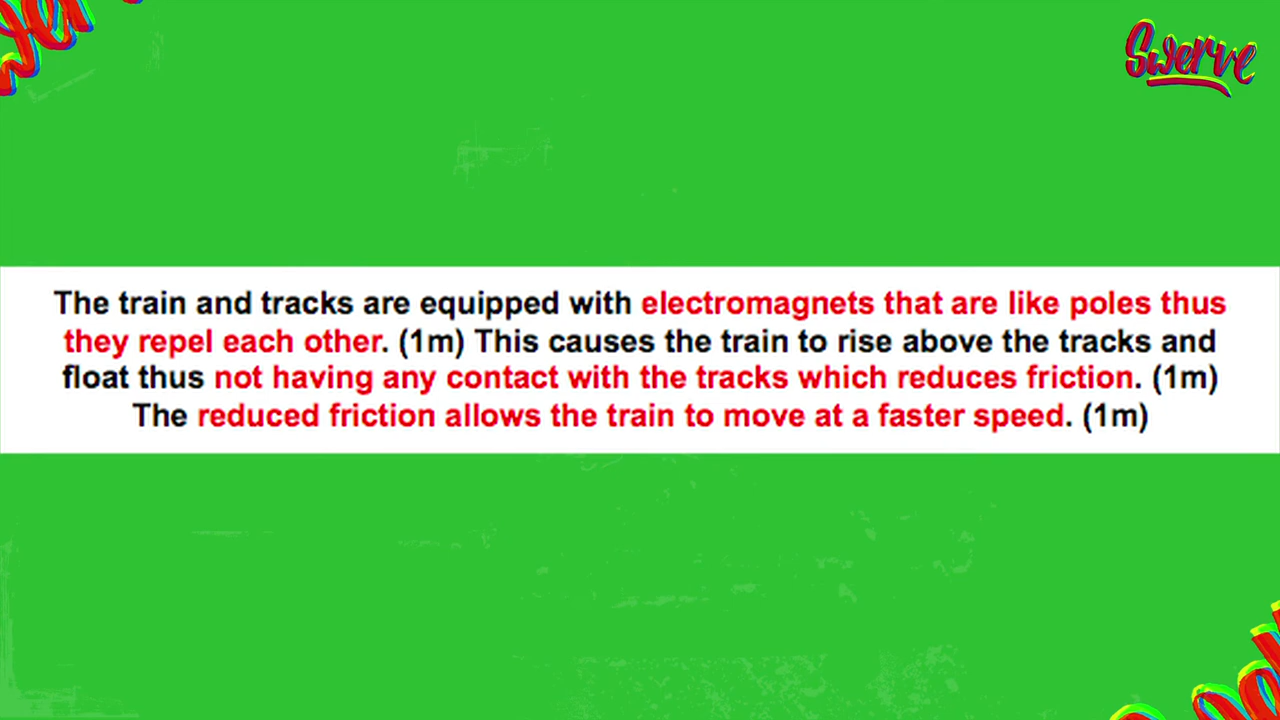 Swerve
The train and tracks are equipped with electromagnets that are like poles thus
they repel each other. (1m) This causes the train to rise above the tracks and
float thus not having any contact with the tracks which reduces friction. (1m)
The reduced friction allows the train to move at a faster speed. (1m)